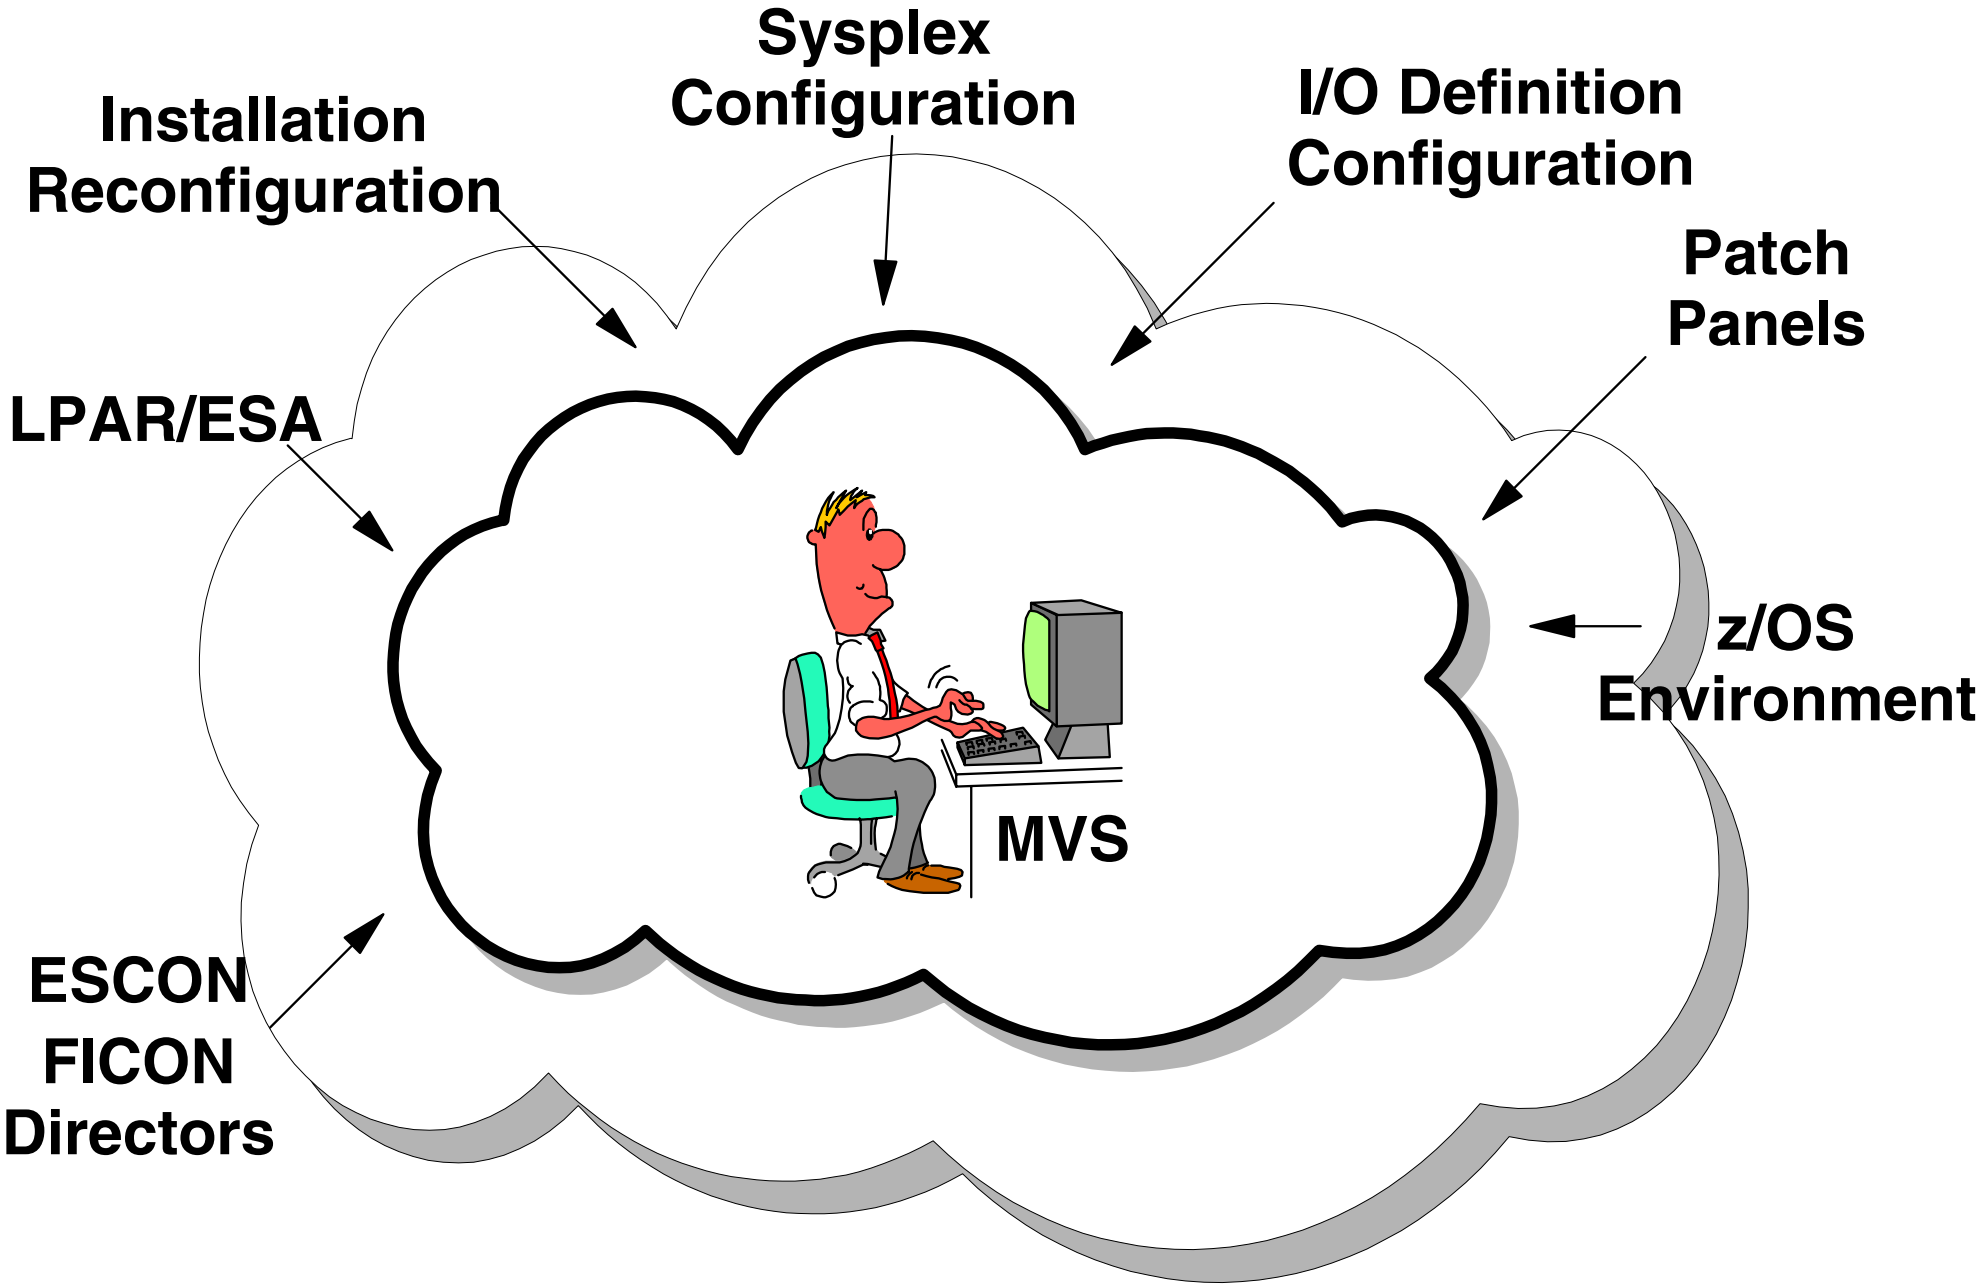 Sysplex
Configuration
I/O Definition
Configuration
Installation
Reconfiguration
Patch
Panels
LPAR/ESA
z/OS
Environment
MVS
ESCON
FICON
Directors